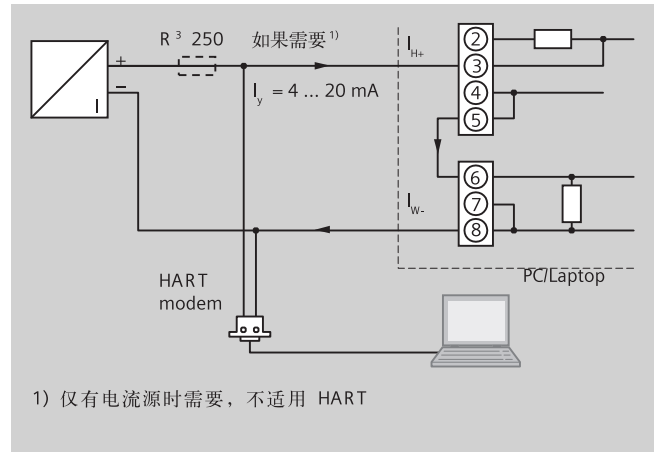 R ³ 250 如果需要 ¹⁾
I H+
+
−
I
I y = 4 ... 20 mA
2
3
4
5
6
7
8
I W-
PC/Laptop
HART
modem
1) 仅有电流源时需要，不适用 HART